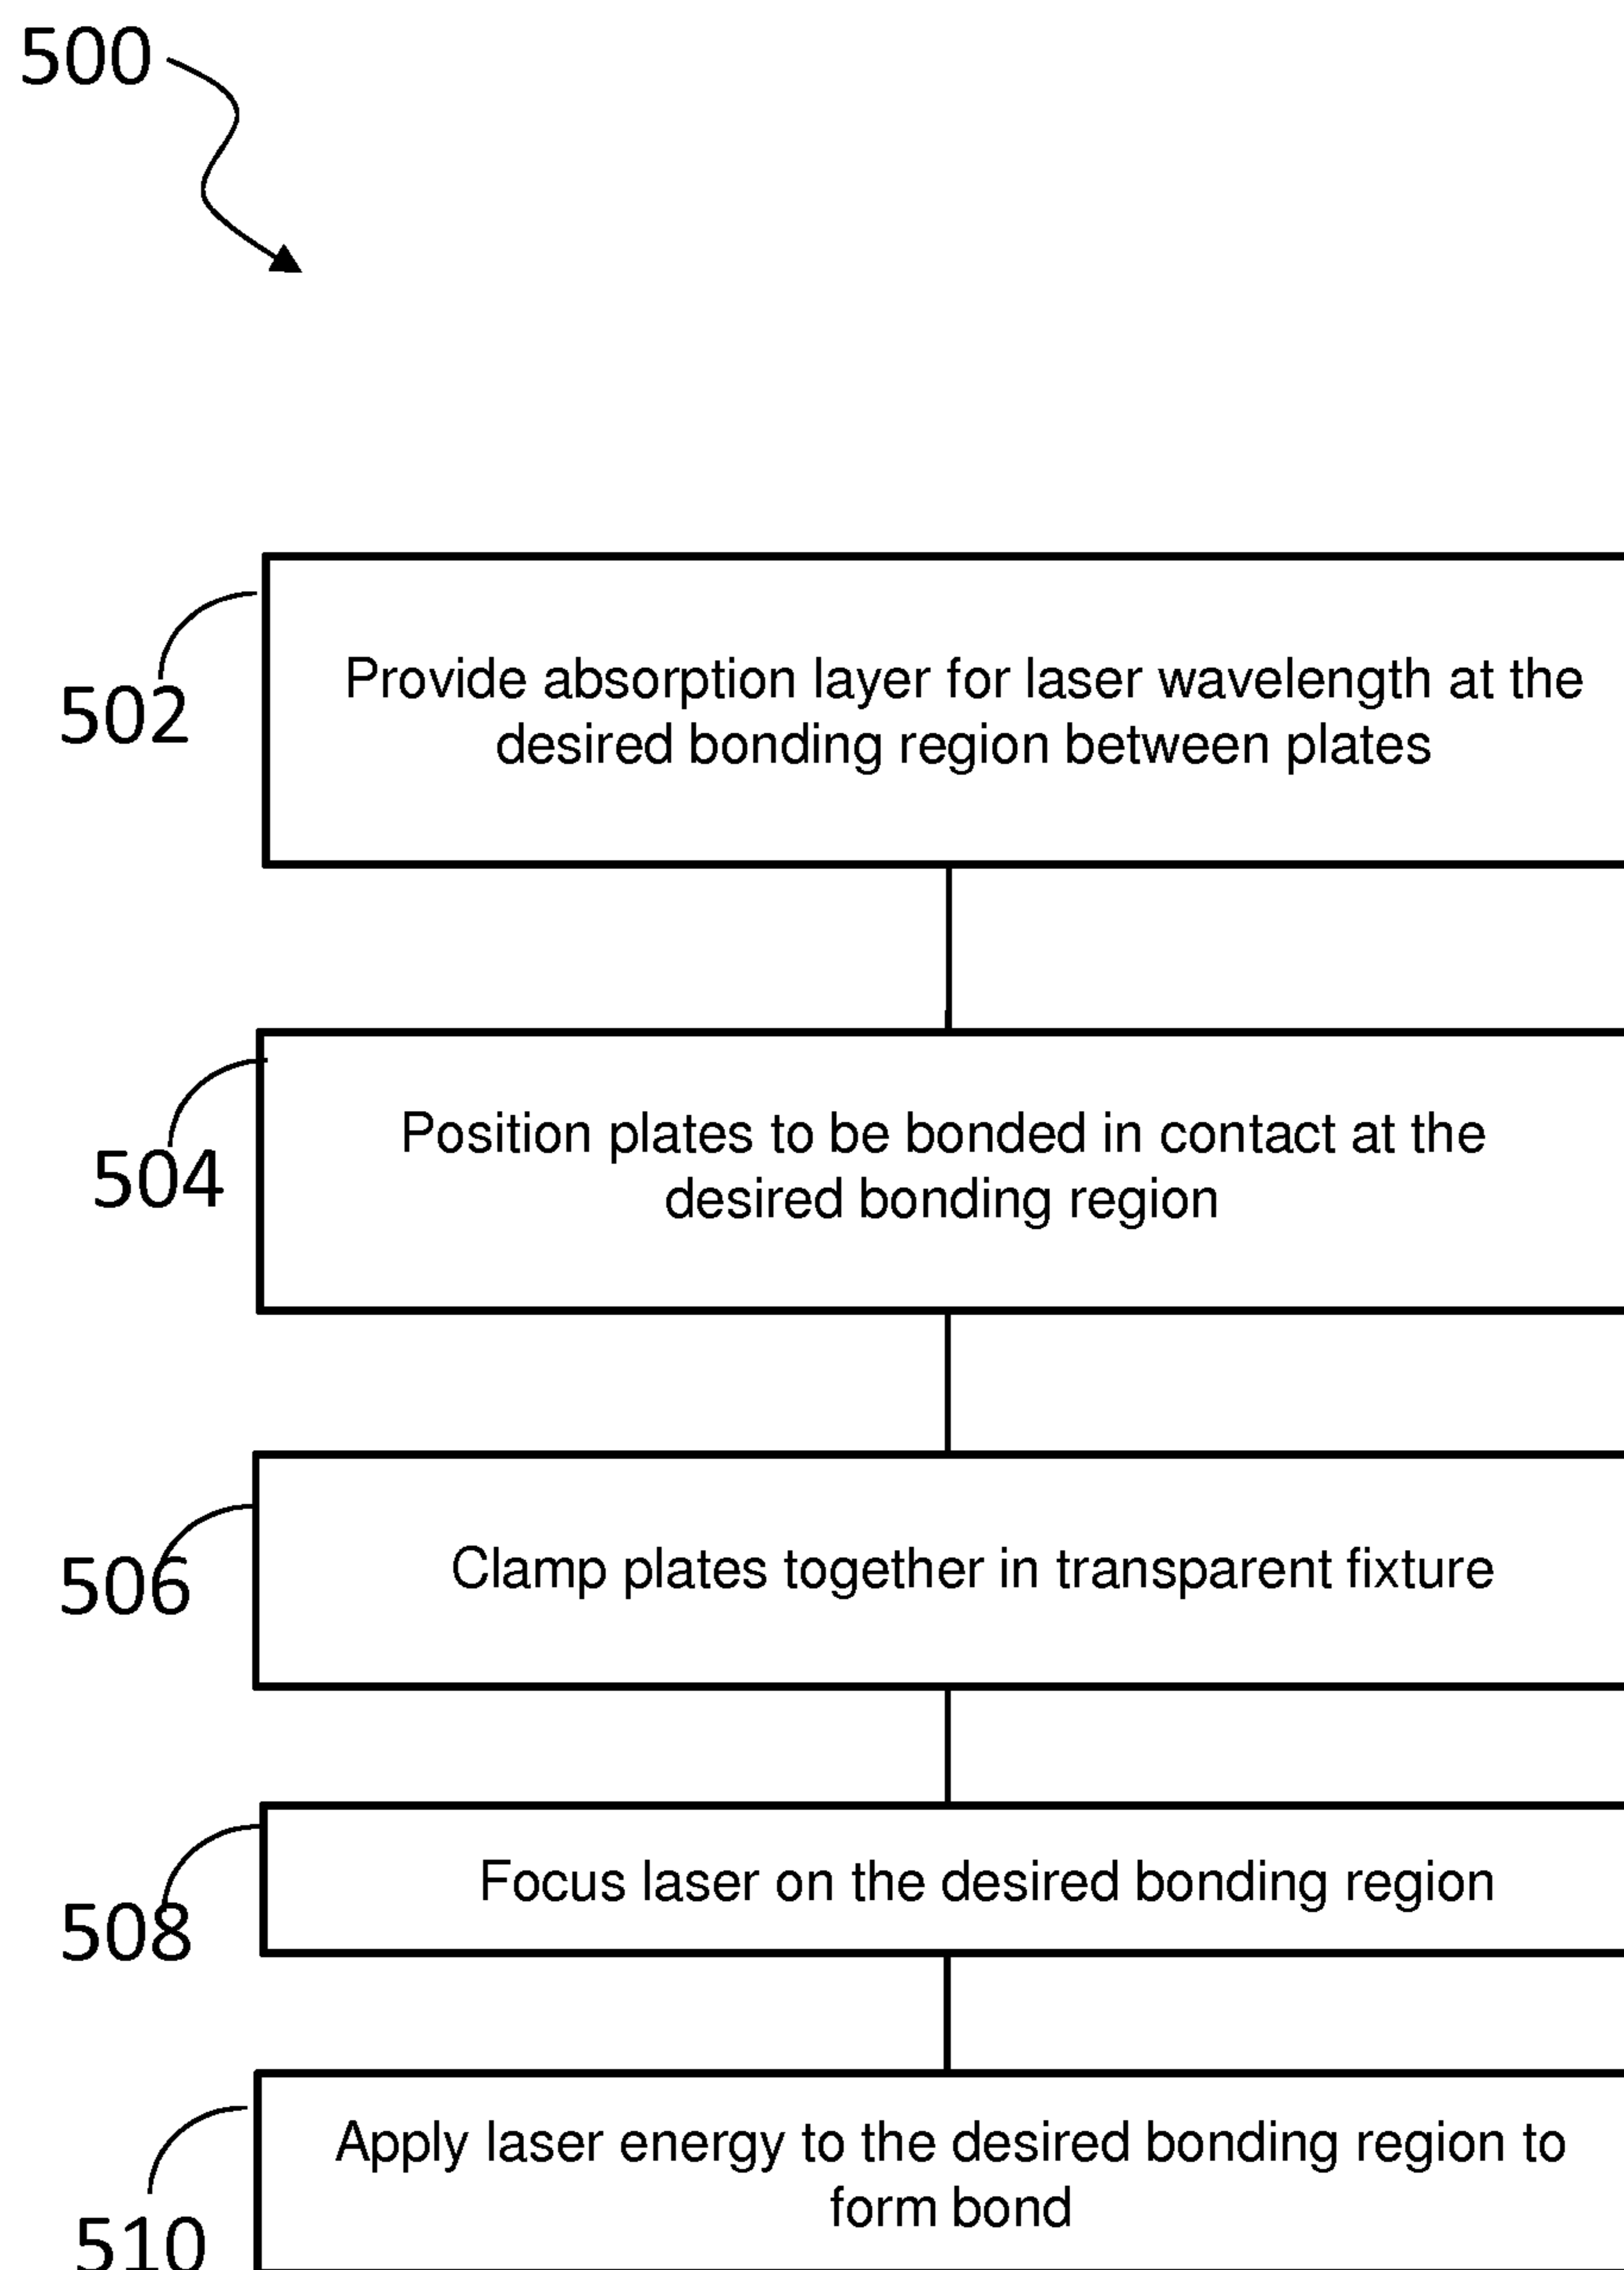 500
502
Provide absorption layer for laser wavelength at the
desired bonding region between plates
504
Position plates to be bonded in contact at the
desired bonding region
506
Clamp plates together in transparent fixture
508
Focus laser on the desired bonding region
510
Apply laser energy to the desired bonding region to
form bond